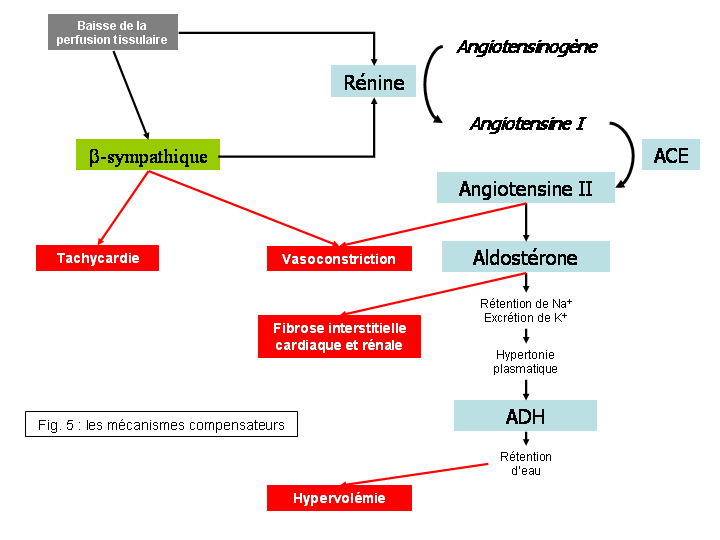 Baisse de la
perfusion tissulaire
Angiotensinogène
Rénine
Angiotensine I
β-sympathique
ACE
Angiotensine II
Tachycardie
Vasoconstriction
Aldostérone
Rétention de Na+
Excrétion de K+
Fibrose interstitielle
cardiaque et rénale
Hypertonie
plasmatique
Fig. 5 : les mécanismes compensateurs
ADH
Rétention
d'eau
Hypervolémie